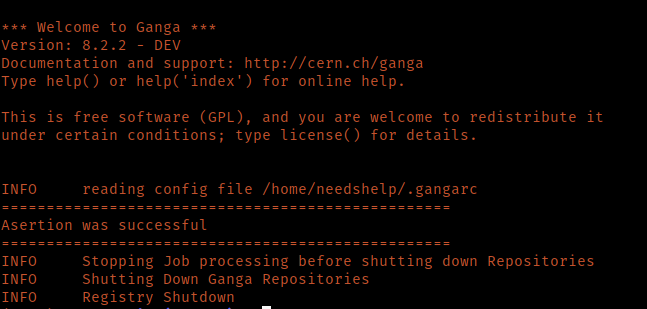 *** Welcome to Ganga ***
Version: 8.2.2 - DEV
Documentation and support: http://cern.ch/ganga
Type help() or help('index') for online help.
This is free software (GPL), and you are welcome to redistribute it
under certain conditions; type license() for details.
INFO     reading config file /home/needshelp/.gangarc
==================================================
Asertion was successful
==================================================
INFO     Stopping Job processing before shutting down Repositories
INFO     Shutting Down Ganga Repositories
INFO     Registry Shutdown